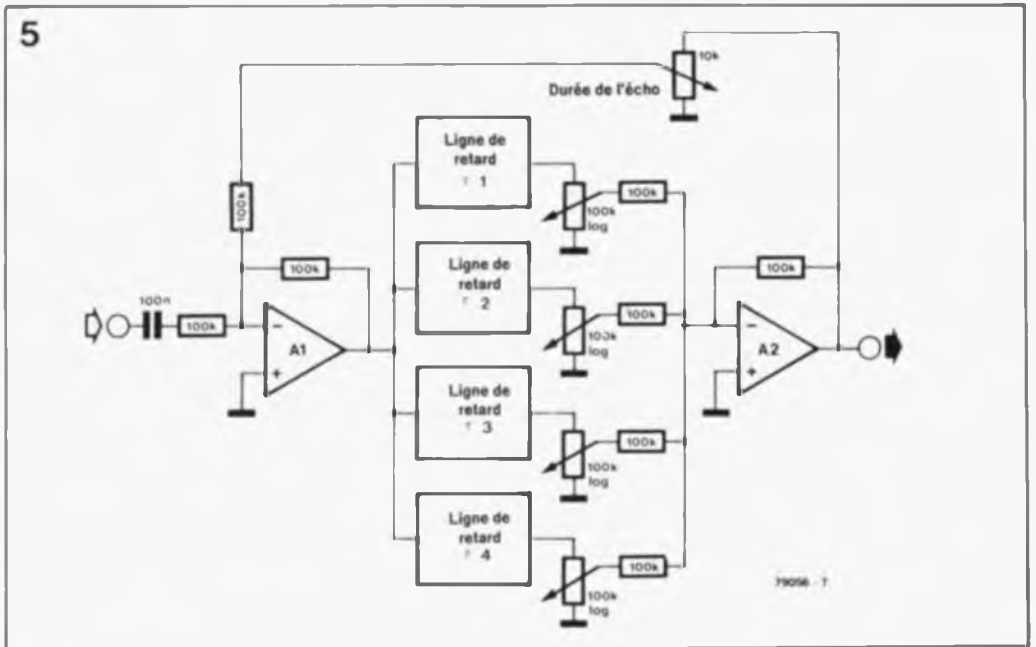 5
10k
Durée de l'écho
Ligne de
retard
τ 1
100k
100k
log
100k
100k
Ligne de
retard
τ 2
100k
100k
log
100k
100n
100k
−
A1
+
−
A2
+
Ligne de
retard
τ 3
100k
100k
log
Ligne de
retard
τ 4
100k
100k
log
79056 - 7